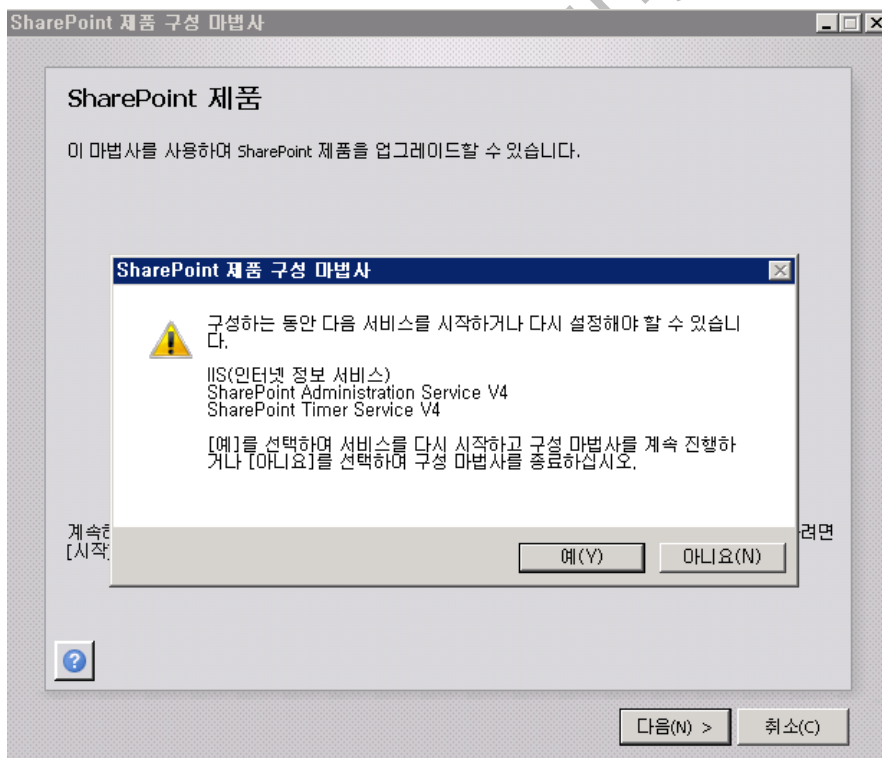 SharePoint 제품 구성 마법사
SharePoint 제품
이 마법사를 사용하여 SharePoint 제품을 업그레이드할 수 있습니다.
SharePoint 제품 구성 마법사
구성하는 동안 다음 서비스를 시작하거나 다시 설정해야 할 수 있습니
다.
IIS(인터넷 정보 서비스)
SharePoint Administration Service V4
SharePoint Timer Service V4
[예]를 선택하여 서비스를 다시 시작하고 구성 마법사를 계속 진행하
거나 [아니요]를 선택하여 구성 마법사를 종료하십시오.
예(Y)
아니요(N)
려면
[시작
다음(N) >
취소(C)